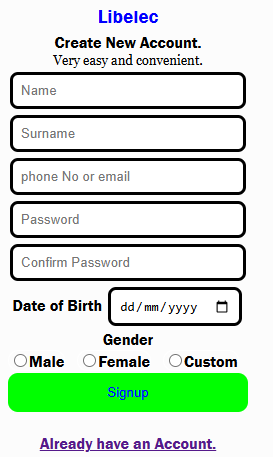 Libelec
Create New Account.
Very easy and convenient.
Name
Surname
phone No or email
Password
Confirm Password
Date of Birth dd/mm/yyyy
Gender
Male Female Custom
Signup
Already have an Account.